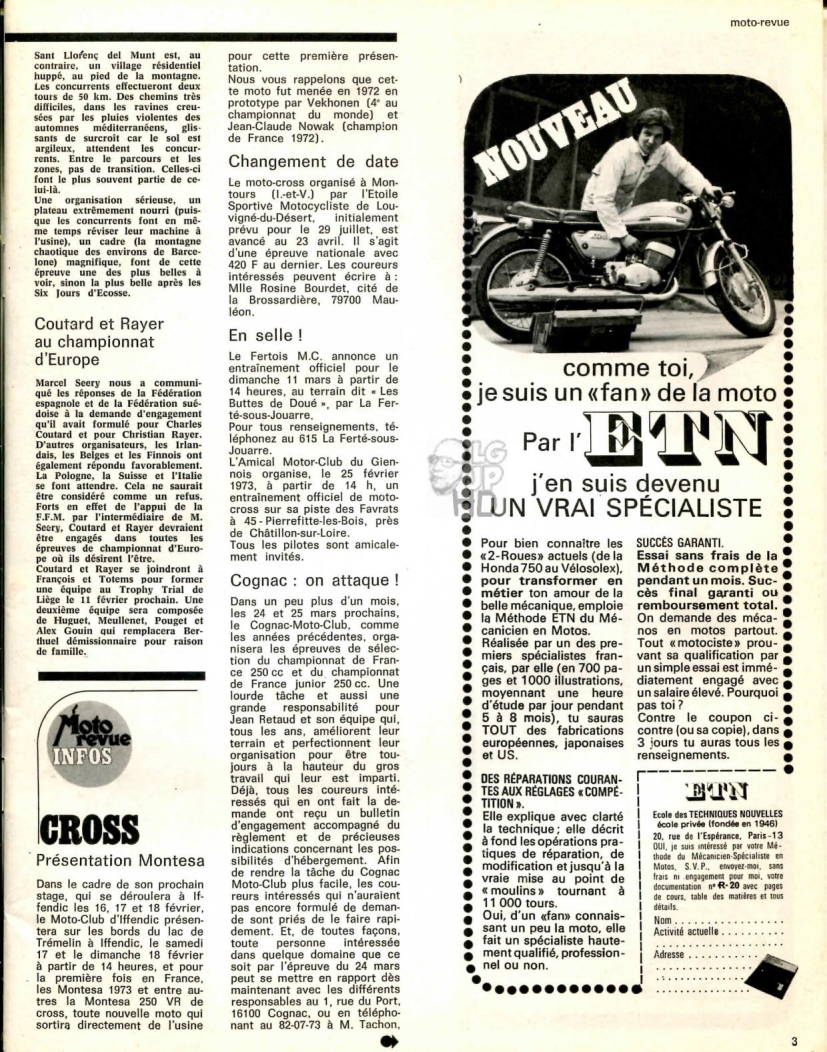 moto-revue
Sant Llorenç del Munt est, au
contraire, un village résidentiel
huppé, au pied de la montagne.
Les concurrents effectueront deux
tours de 50 km. Des chemins très
difficiles, dans les ravines creu-
sées par les pluies violentes des
automnes méditerranéens, glis-
sants de surcroît car le sol est
argileux, attendent les concur-
rents. Entre le parcours et les
zones, pas de transition. Celles-ci
font le plus souvent partie de ce-
lui-là.
Une organisation sérieuse, un
plateau extrêmement nourri (puis-
que les concurrents font en mê-
me temps réviser leur machine à
l'usine), un cadre (la montagne
chaotique des environs de Barce-
lone) magnifique, font de cette
épreuve une des plus belles à
voir, sinon la plus belle après les
Six Jours d'Ecosse.
Coutard et Rayer
au championnat
d'Europe
Marcel Seery nous a communi-
qué les réponses de la Fédération
espagnole et de la Fédération sué-
doise à la demande d'engagement
qu'il avait formulé pour Charles
Coutard et pour Christian Rayer.
D'autres organisateurs, les Irlan-
dais, les Belges et les Finnois ont
également répondu favorablement.
La Pologne, la Suisse et l'Italie
se font attendre. Cela ne saurait
être considéré comme un refus.
Forts en effet de l'appui de la
F.F.M. par l'intermédiaire de M.
Seery, Coutard et Rayer devraient
être engagés dans toutes les
épreuves de championnat d'Euro-
pe où ils désirent l'être.
Coutard et Rayer se joindront à
François et Totems pour former
une équipe au Trophy Trial de
Liège le 11 février prochain. Une
deuxième équipe sera composée
de Huguet, Meullenet, Pouget et
Alex Gouin qui remplacera Ber-
thuel démissionnaire pour raison
de famille.
Moto
revue
INFOS
CROSS
Présentation Montesa
Dans le cadre de son prochain
stage, qui se déroulera à If-
fendic les 16, 17 et 18 février,
le Moto-Club d'Iffendic présen-
tera sur les bords du lac de
Trémelin à Iffendic, le samedi
17 et le dimanche 18 février
à partir de 14 heures, et pour
la première fois en France,
les Montesa 1973 et entre au-
tres la Montesa 250 VR de
cross, toute nouvelle moto qui
sortira directement de l'usine
pour cette première présen-
tation.
Nous vous rappelons que cet-
te moto fut menée en 1972 en
prototype par Vekhonen (4e au
championnat du monde) et
Jean-Claude Nowak (champion
de France 1972).
Changement de date
Le moto-cross organisé à Mon-
tours (I.-et-V.) par l'Etoile
Sportive Motocycliste de Lou-
vigné-du-Désert, initialement
prévu pour le 29 juillet, est
avancé au 23 avril. Il s'agit
d'une épreuve nationale avec
420 F au dernier. Les coureurs
intéressés peuvent écrire à :
Mlle Rosine Bourdet, cité de
la Brossardière, 79700 Mau-
léon.
En selle !
Le Fertois M.C. annonce un
entraînement officiel pour le
dimanche 11 mars à partir de
14 heures, au terrain dit « Les
Buttes de Doué », par La Fer-
té-sous-Jouarre.
Pour tous renseignements, té-
léphonez au 615 La Ferté-sous-
Jouarre.
L'Amical Motor-Club du Gien-
nois organise, le 25 février
1973, à partir de 14 h, un
entraînement officiel de moto-
cross sur sa piste des Favrats
à 45 - Pierrefitte-les-Bois, près
de Châtillon-sur-Loire.
Tous les pilotes sont amicale-
ment invités.
Cognac : on attaque !
Dans un peu plus d'un mois,
les 24 et 25 mars prochains,
le Cognac-Moto-Club, comme
les années précédentes, orga-
nisera les épreuves de sélec-
tion du championnat de Fran-
ce 250 cc et du championnat
de France junior 250 cc. Une
lourde tâche et aussi une
grande responsabilité pour
Jean Retaud et son équipe qui,
tous les ans, améliorent leur
terrain et perfectionnent leur
organisation pour être tou-
jours à la hauteur du gros
travail qui leur est imparti.
Déjà, tous les coureurs inté-
ressés qui en ont fait la de-
mande ont reçu un bulletin
d'engagement accompagné du
règlement et de précieuses
indications concernant les pos-
sibilités d'hébergement. Afin
de rendre la tâche du Cognac
Moto-Club plus facile, les cou-
reurs intéressés qui n'auraient
pas encore formulé de deman-
de sont priés de le faire rapi-
dement. Et, de toutes façons,
toute personne intéressée
dans quelque domaine que ce
soit par l'épreuve du 24 mars
peut se mettre en rapport dès
maintenant avec les différents
responsables au 1, rue du Port,
16100 Cognac, ou en télépho-
nant au 82-07-73 à M. Tachon,
NOUVEAU
comme toi,
je suis un «fan» de la moto
Par l' ETN
j'en suis devenu
UN VRAI SPÉCIALISTE
Pour bien connaître les
«2-Roues» actuels (de la
Honda 750 au Vélosolex),
pour transformer en
métier ton amour de la
belle mécanique, emploie
la Méthode ETN du Mé-
canicien en Motos.
Réalisée par un des pre-
miers spécialistes fran-
çais, par elle (en 700 pa-
ges et 1000 illustrations,
moyennant une heure
d'étude par jour pendant
5 à 8 mois), tu sauras
TOUT des fabrications
européennes, japonaises
et US.
DES RÉPARATIONS COURAN-
TES AUX RÉGLAGES «COMPÉ-
TITION».
Elle explique avec clarté
la technique; elle décrit
à fond les opérations pra-
tiques de réparation, de
modification et jusqu'à la
vraie mise au point de
«moulins» tournant à
11 000 tours.
Oui, d'un «fan» connais-
sant un peu la moto, elle
fait un spécialiste haute-
ment qualifié, profession-
nel ou non.
SUCCÈS GARANTI.
Essai sans frais de la
Méthode complète
pendant un mois. Suc-
cès final garanti ou
remboursement total.
On demande des méca-
nos en motos partout.
Tout «motociste» prou-
vant sa qualification par
un simple essai est immé-
diatement engagé avec
un salaire élevé. Pourquoi
pas toi ?
Contre le coupon ci-
contre (ou sa copie), dans
3 jours tu auras tous les
renseignements.
ETN
Ecole des TECHNIQUES NOUVELLES
école privée (fondée en 1946)
20, rue de l'Espérance, Paris-13
OUI, je suis intéressé par votre Mé-
thode du Mécanicien-Spécialiste en
Motos, S.V.P., envoyez-moi, sans
frais ni engagement pour moi, votre
documentation n° R-20 avec pages
de cours, table des matières et tous
détails.
Nom
Activité actuelle
Adresse
LG
HD
3